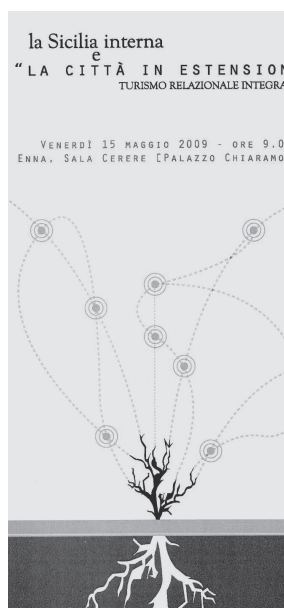 la Sicilia interna
e
“LA CITTÀ IN ESTENSION
TURISMO RELAZIONALE INTEGRA
VENERDÌ 15 MAGGIO 2009 - ORE 9.0
ENNA, SALA CERERE [PALAZZO CHIARAMO